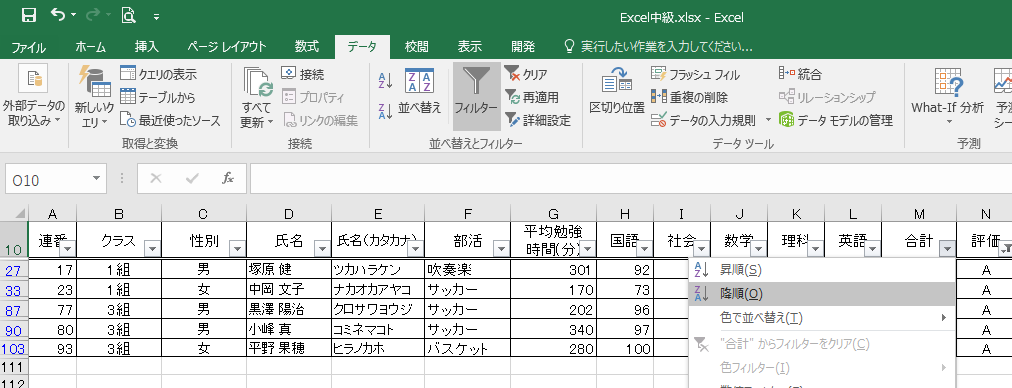 Excel中級.xlsx - Excel
ファイル ホーム 挿入 ページ レイアウト 数式 データ 校閲 表示 開発 実行したい作業を入力してください...
外部データの
取り込み
新しいク
エリ
クエリの表示
テーブルから
最近使ったソース
取得と変換
すべて
更新
接続
プロパティ
リンクの編集
接続
並べ替え
フィルター
クリア
再適用
詳細設定
並べ替えとフィルター
区切り位置
フラッシュ フィル
重複の削除
データの入力規則
統合
リレーションシップ
データ モデルの管理
データ ツール
What-If 分析
予測
シー
予測
O10 fx
A B C D E F G H I J K L M N
10 連番 クラス 性別 氏名 氏名(カタカナ) 部活 平均勉強時間(分) 国語 社会 数学 理科 英語 合計 評価
27 17 1組 男 塚原 健 ツカハラケン 吹奏楽 301 92 A
33 23 1組 女 中岡 文子 ナカオカアヤコ サッカー 170 73 A
87 77 3組 男 黒澤 陽治 クロサワヨウジ サッカー 202 96 A
90 80 3組 男 小峰 真 コミネマコト サッカー 340 97 A
103 93 3組 女 平野 果穂 ヒラノカホ バスケット 280 100 A
111
112
昇順(S)
降順(O)
色で並べ替え(T)
"合計" からフィルターをクリア(C)
色フィルター(I)